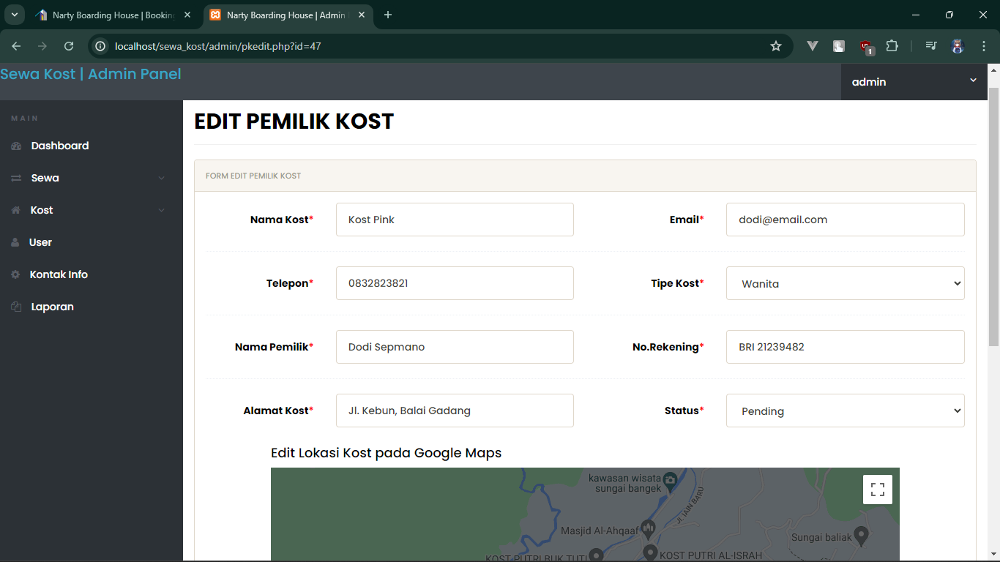 Narty Boarding House | Booking
Narty Boarding House | Admin
localhost/sewa_kost/admin/pkedit.php?id=47
1
Sewa Kost | Admin Panel
admin
MAIN
Dashboard
Sewa
Kost
User
Kontak Info
Laporan
EDIT PEMILIK KOST
FORM EDIT PEMILIK KOST
Nama Kost* Kost Pink
Email* dodi@email.com
Telepon* 0832823821
Tipe Kost* Wanita
Nama Pemilik* Dodi Sepmano
No.Rekening* BRI 21239482
Alamat Kost* Jl. Kebun, Balai Gadang
Status* Pending
Edit Lokasi Kost pada Google Maps
kawasan wisata
sungai bangek
JL. IAIN BARU
Masjid Al-Ahqaaf
Sungai baliak
KOST PUTRI BUK TUTI
KOST PUTRI AL-ISRAH